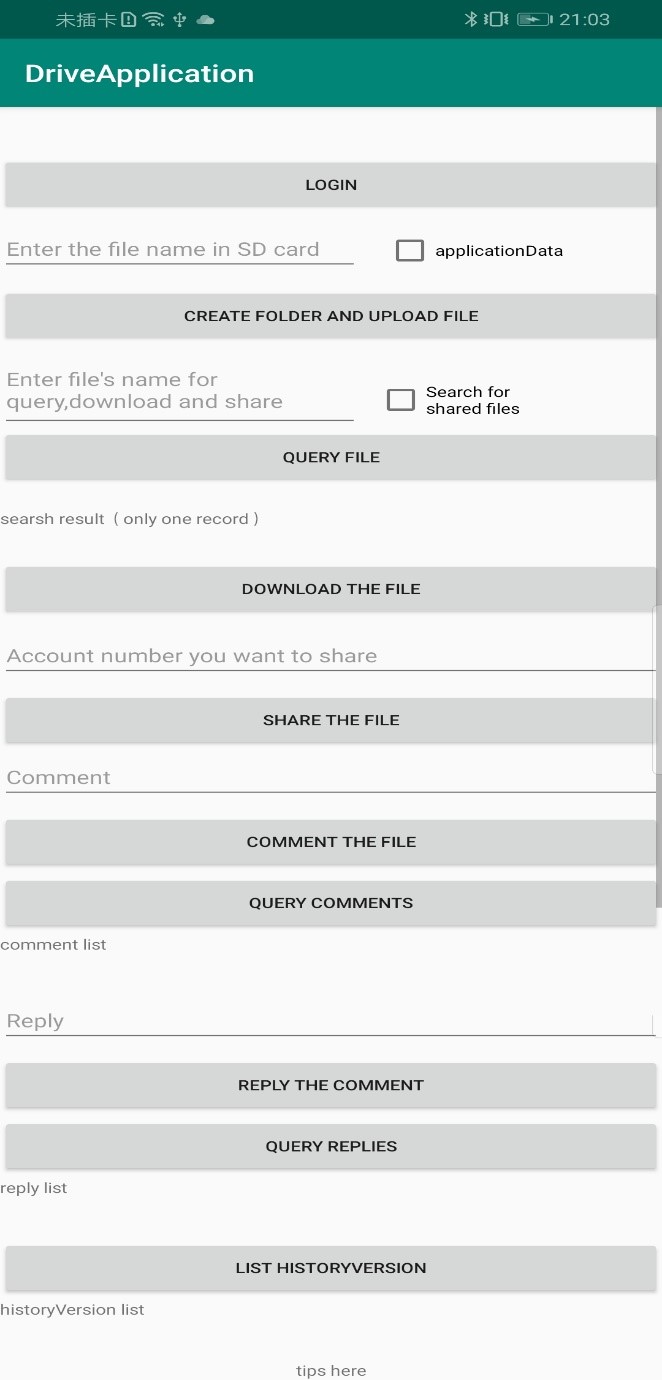 未插卡 21:03
DriveApplication
LOGIN
Enter the file name in SD card applicationData
CREATE FOLDER AND UPLOAD FILE
Enter file's name for
query,download and share
Search for
shared files
QUERY FILE
searsh result ( only one record )
DOWNLOAD THE FILE
Account number you want to share
SHARE THE FILE
Comment
COMMENT THE FILE
QUERY COMMENTS
comment list
Reply
REPLY THE COMMENT
QUERY REPLIES
reply list
LIST HISTORYVERSION
historyVersion list
tips here